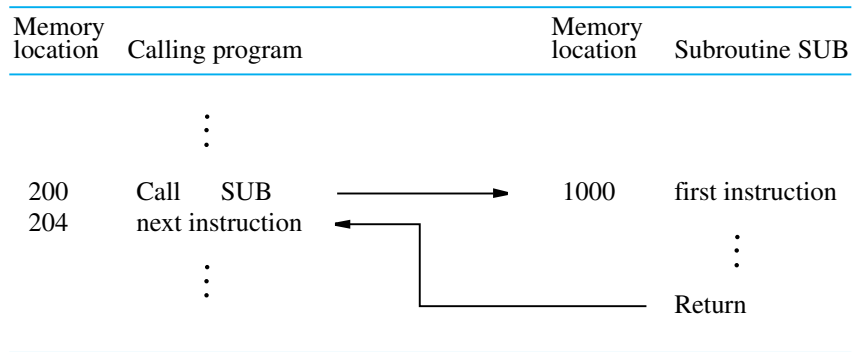 Memory location Calling program Memory location Subroutine SUB
200 Call SUB 1000 first instruction
204 next instruction
Return